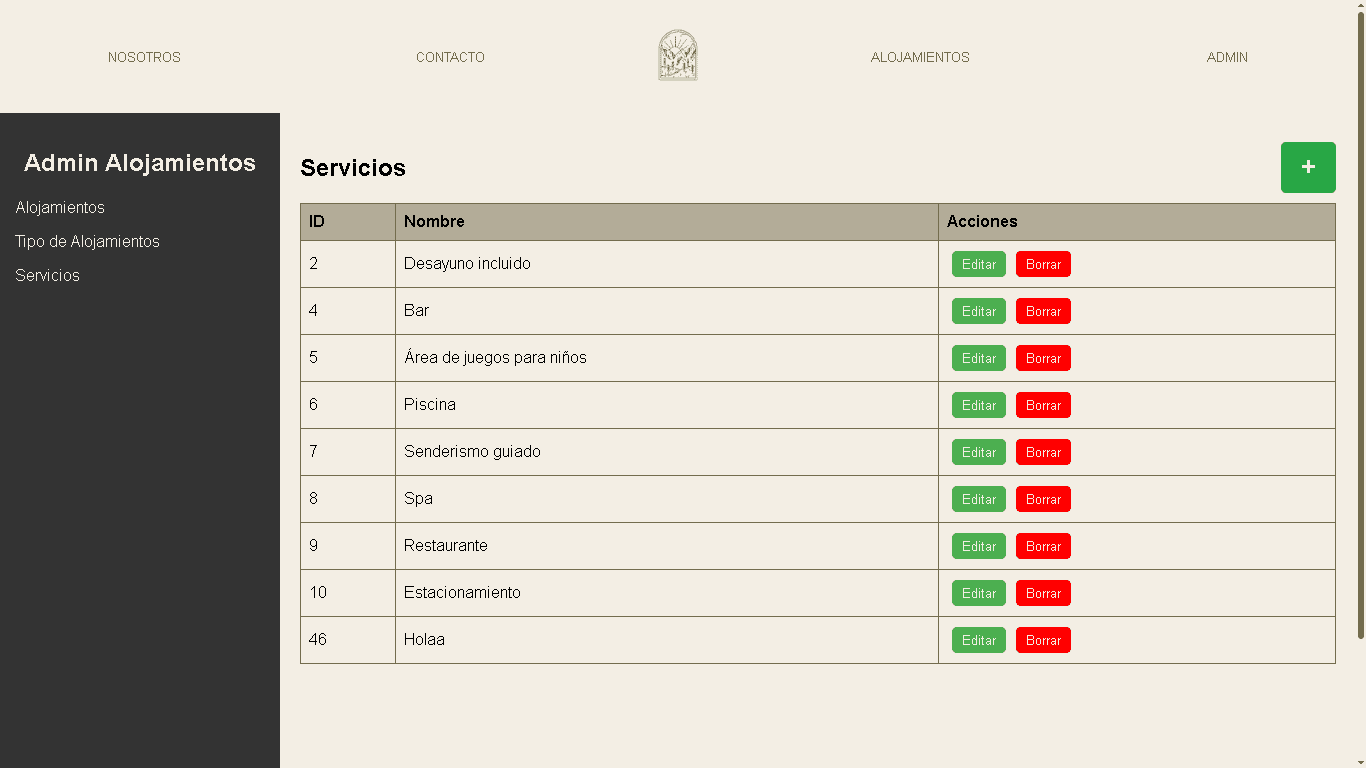 NOSOTROS CONTACTO ALOJAMIENTOS ADMIN
Admin Alojamientos
Alojamientos
Tipo de Alojamientos
Servicios
Servicios +
ID Nombre Acciones
2 Desayuno incluido Editar Borrar
4 Bar Editar Borrar
5 Área de juegos para niños Editar Borrar
6 Piscina Editar Borrar
7 Senderismo guiado Editar Borrar
8 Spa Editar Borrar
9 Restaurante Editar Borrar
10 Estacionamiento Editar Borrar
46 Holaa Editar Borrar